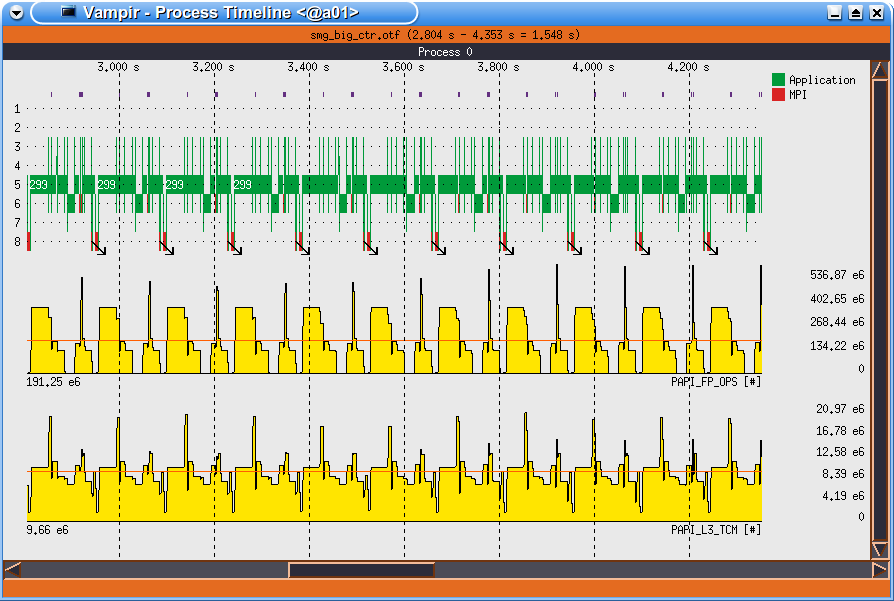 Vampir - Process Timeline <@a01>
smg_big_ctr.otf (2.804 s - 4.353 s = 1.548 s)
Process 0
3.000 s 3.200 s 3.400 s 3.600 s 3.800 s 4.000 s 4.200 s
Application
MPI
1
2
3
4
5 299 299 299 299
6
7
8
536.87 e6
402.65 e6
268.44 e6
134.22 e6
0
191.25 e6 PAPI_FP_OPS [#]
20.97 e6
16.78 e6
12.58 e6
8.39 e6
4.19 e6
0
9.66 e6 PAPI_L3_TCM [#]